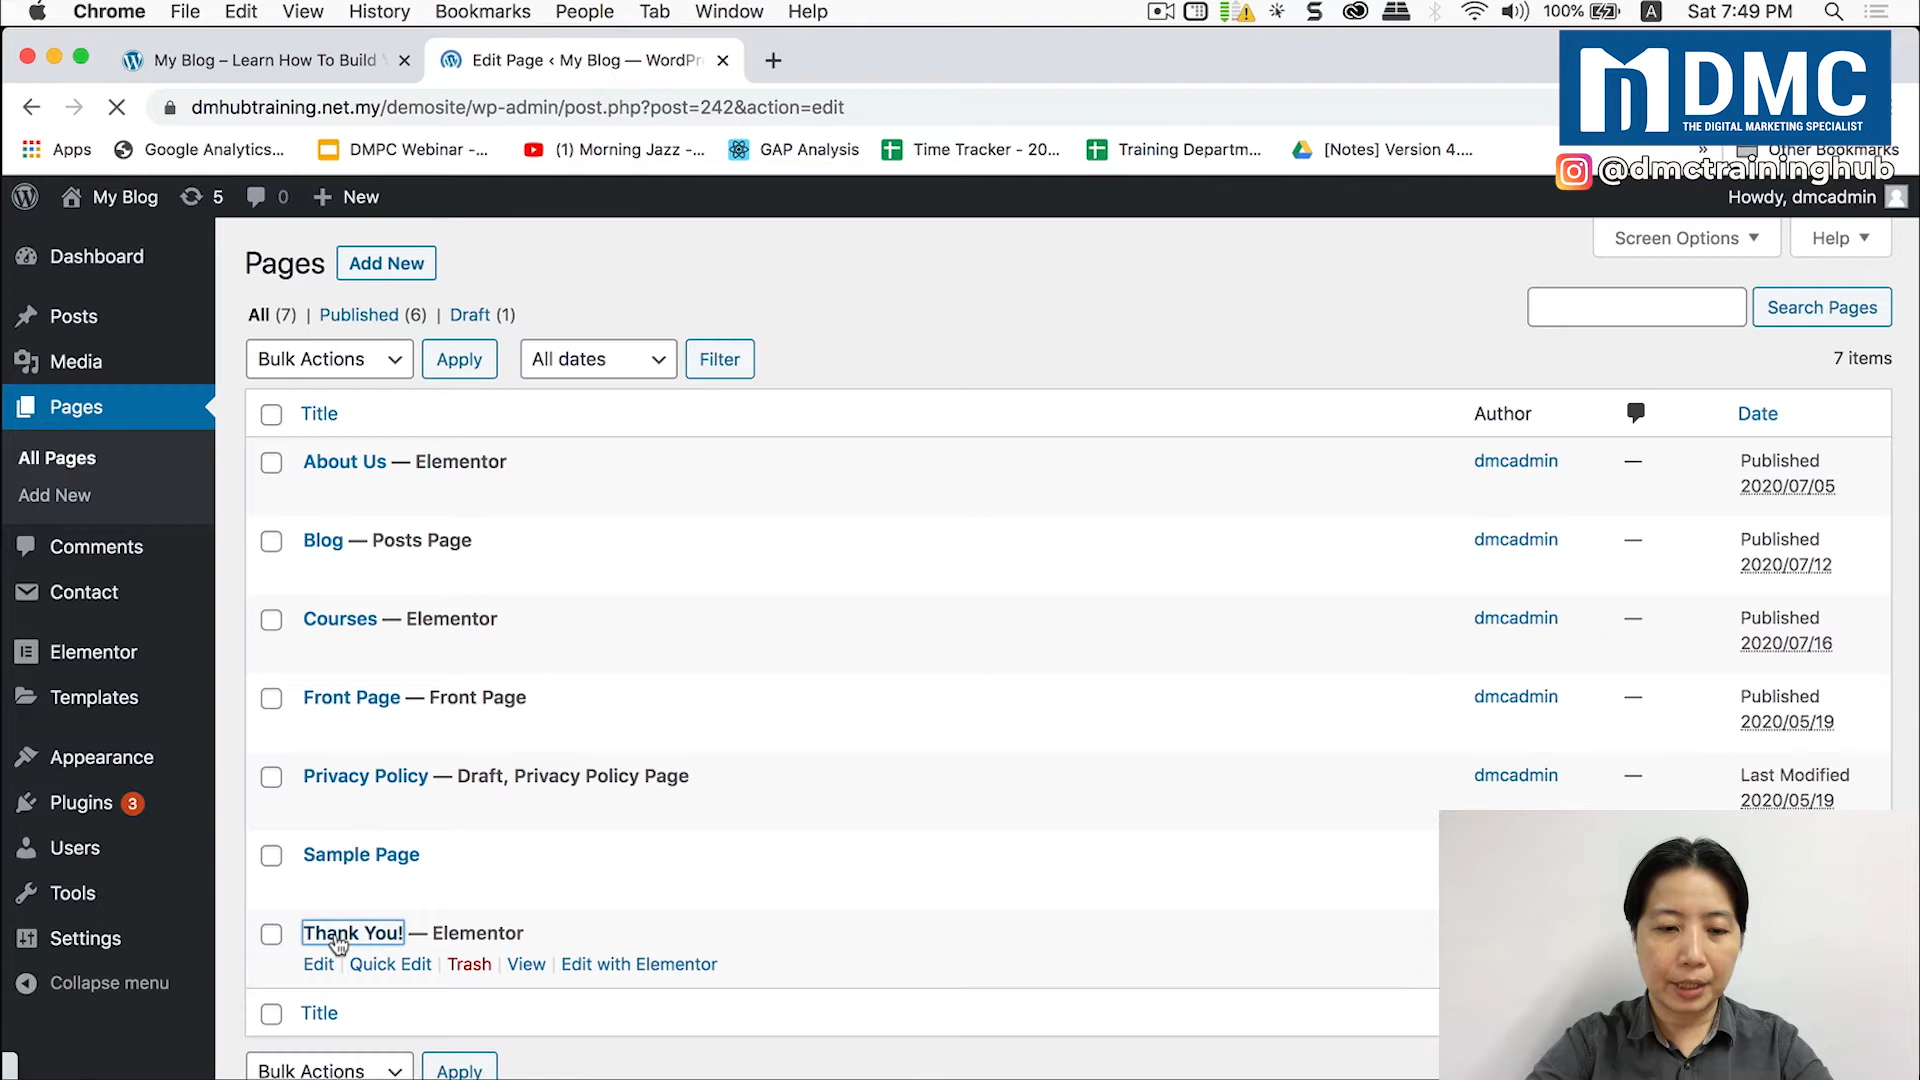 Chrome File Edit View History Bookmarks People Tab Window Help 100% A Sat 7:49 PM
My Blog – Learn How To Build Edit Page ‹ My Blog — WordPr
dmhubtraining.net.my/demosite/wp-admin/post.php?post=242&action=edit
DMC
THE DIGITAL MARKETING SPECIALIST
Apps Google Analytics... DMPC Webinar -... (1) Morning Jazz -... GAP Analysis Time Tracker - 20... Training Departm... [Notes] Version 4.... » Other Bookmarks
@dmctraininghub
My Blog 5 0 New Howdy, dmcadmin
Screen Options Help
Dashboard
Posts
Media
Pages
All Pages
Add New
Comments
Contact
Elementor
Templates
Appearance
Plugins 3
Users
Tools
Settings
Collapse menu
Pages Add New
All (7) | Published (6) | Draft (1)
Search Pages
Bulk Actions Apply All dates Filter 7 items
Title Author Date
About Us — Elementor dmcadmin — Published
2020/07/05
Blog — Posts Page dmcadmin — Published
2020/07/12
Courses — Elementor dmcadmin — Published
2020/07/16
Front Page — Front Page dmcadmin — Published
2020/05/19
Privacy Policy — Draft, Privacy Policy Page dmcadmin — Last Modified
2020/05/19
Sample Page
Thank You! — Elementor
Edit | Quick Edit | Trash | View | Edit with Elementor
Title
Bulk Actions Apply